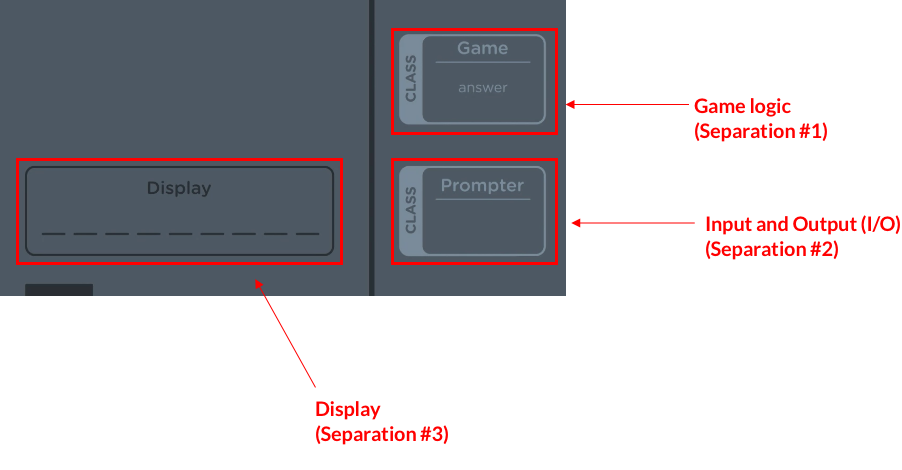 CLASS
Game
answer
Game logic
(Separation #1)
Display
CLASS
Prompter
Input and Output (I/O)
(Separation #2)
Display
(Separation #3)